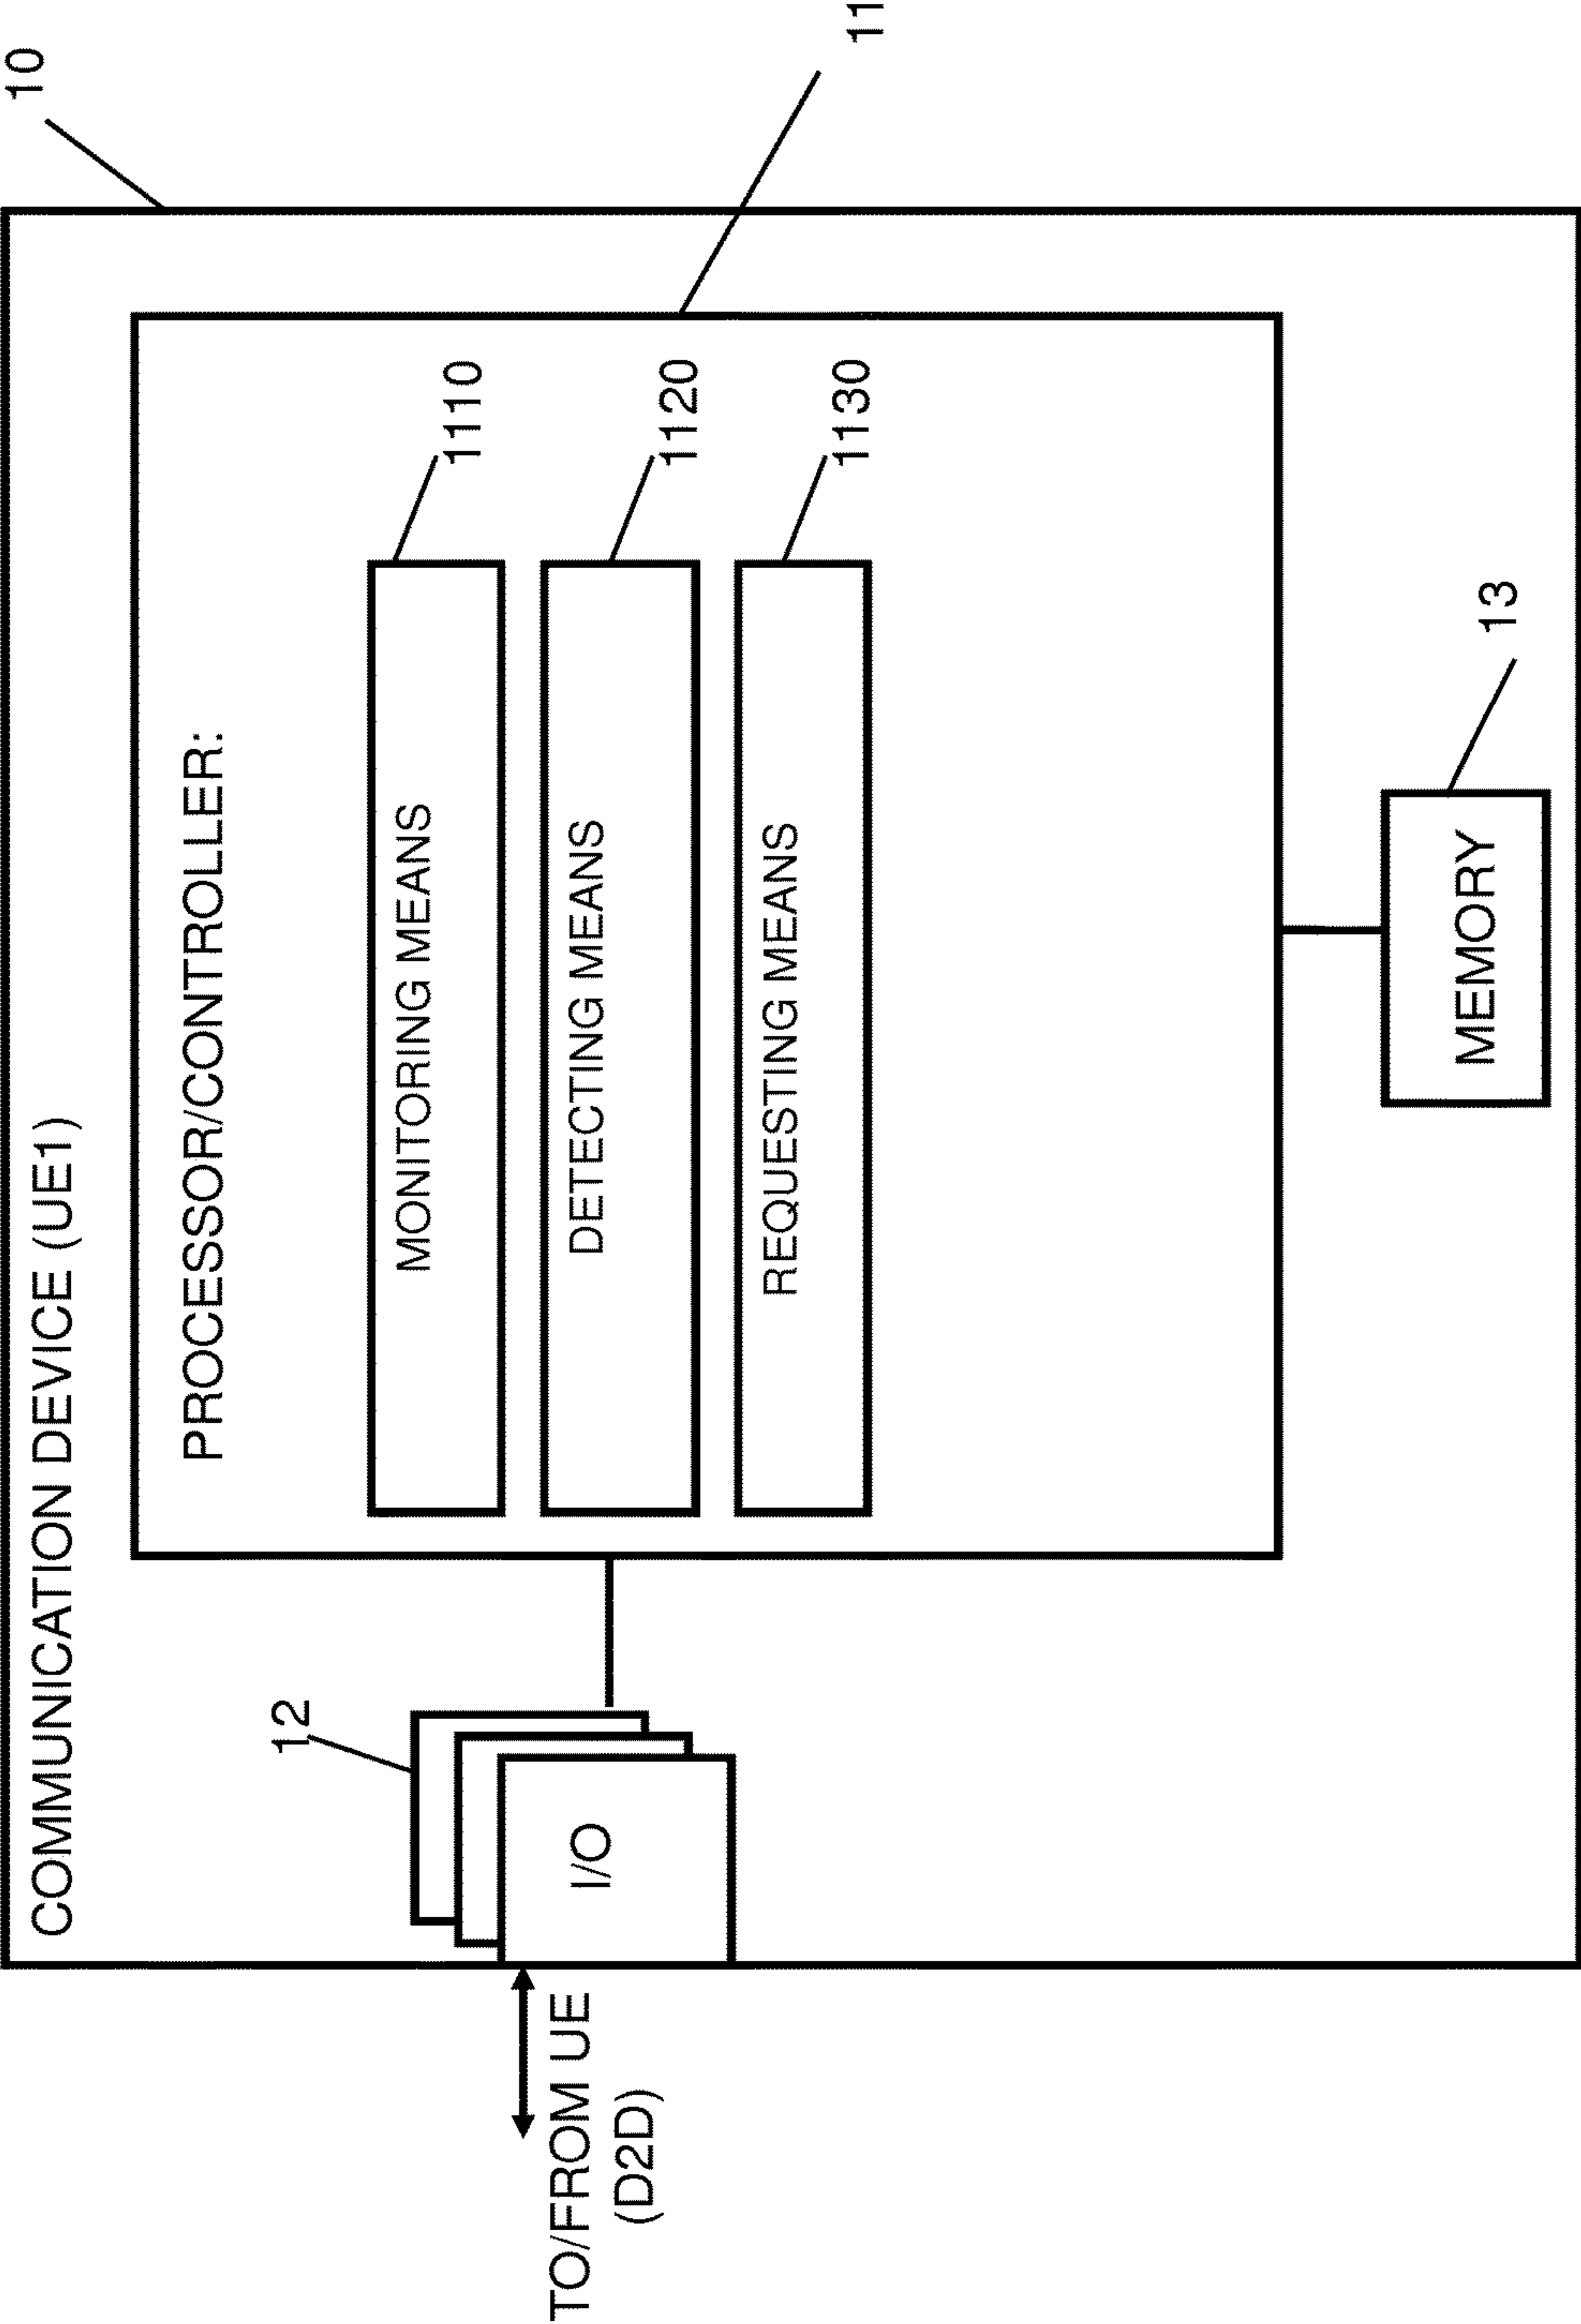 10
COMMUNICATION DEVICE (UE1)
11
PROCESSOR/CONTROLLER:
12
MONITORING MEANS
1110
I/O
DETECTING MEANS
1120
TO/FROM UE
(D2D)
REQUESTING MEANS
1130
MEMORY
13